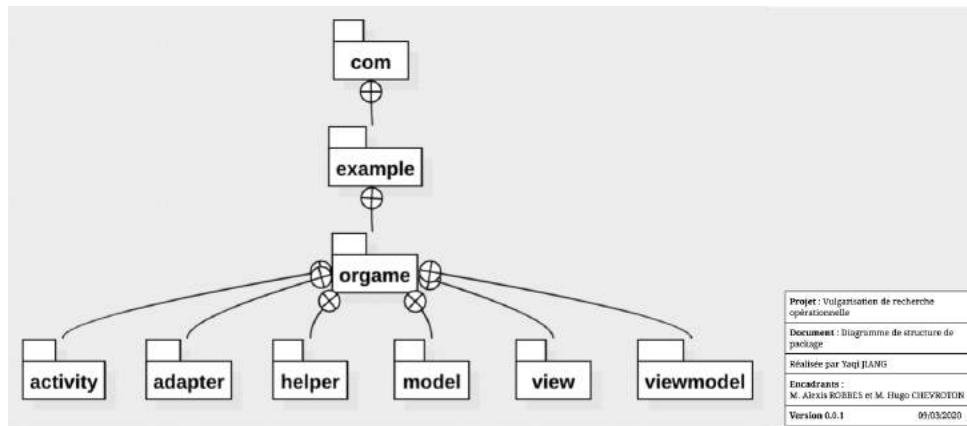 com
example
orgame
activity
adapter
helper
model
view
viewmodel
Projet : Vulgarisation de recherche
opérationnelle
Document : Diagramme de structure de
package
Réalisée par Yaqi JIANG
Encadrants :
M. Alexis ROBBES et M. Hugo CHEVROTON
Version 0.0.1 09/03/2020